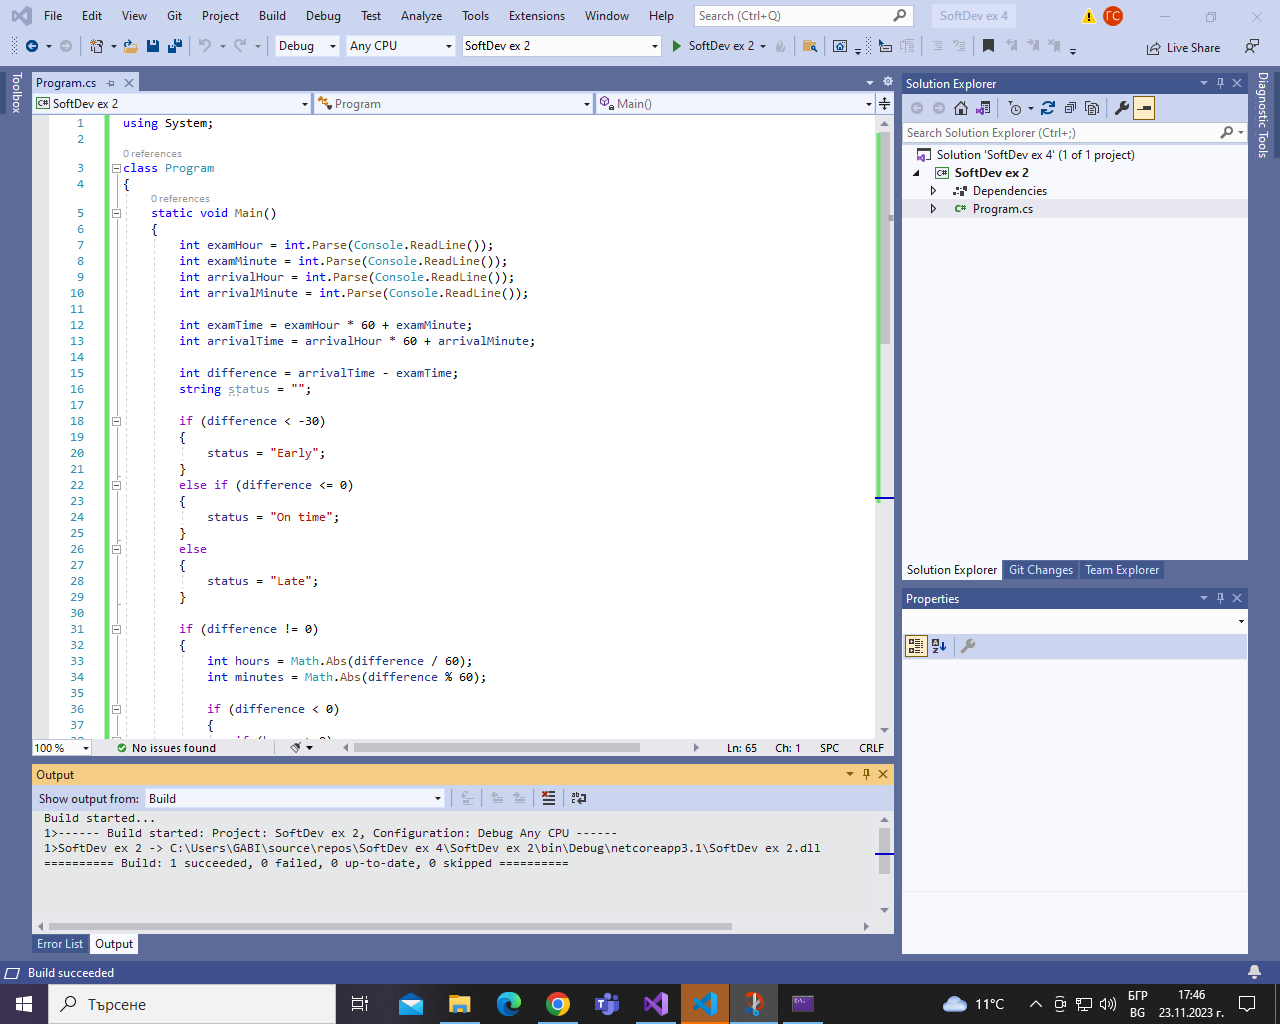 File Edit View Git Project Build Debug Test Analyze Tools Extensions Window Help Search (Ctrl+Q) SoftDev ex 4 ГС
Debug Any CPU SoftDev ex 2 SoftDev ex 2 Live Share
Toolbox
Program.cs
SoftDev ex 2 Program Main()
1 using System;
2
0 references
3 class Program
4 {
0 references
5 static void Main()
6 {
7 int examHour = int.Parse(Console.ReadLine());
8 int examMinute = int.Parse(Console.ReadLine());
9 int arrivalHour = int.Parse(Console.ReadLine());
10 int arrivalMinute = int.Parse(Console.ReadLine());
11
12 int examTime = examHour * 60 + examMinute;
13 int arrivalTime = arrivalHour * 60 + arrivalMinute;
14
15 int difference = arrivalTime - examTime;
16 string status = "";
17
18 if (difference < -30)
19 {
20 status = "Early";
21 }
22 else if (difference <= 0)
23 {
24 status = "On time";
25 }
26 else
27 {
28 status = "Late";
29 }
30
31 if (difference != 0)
32 {
33 int hours = Math.Abs(difference / 60);
34 int minutes = Math.Abs(difference % 60);
35
36 if (difference < 0)
37 {
100 % No issues found Ln: 65 Ch: 1 SPC CRLF
Output
Show output from: Build
Build started...
1>------ Build started: Project: SoftDev ex 2, Configuration: Debug Any CPU ------
1>SoftDev ex 2 -> C:\Users\GABI\source\repos\SoftDev ex 4\SoftDev ex 2\bin\Debug\netcoreapp3.1\SoftDev ex 2.dll
========== Build: 1 succeeded, 0 failed, 0 up-to-date, 0 skipped ==========
Error List Output
Solution Explorer
Search Solution Explorer (Ctrl+;)
Solution 'SoftDev ex 4' (1 of 1 project)
SoftDev ex 2
Dependencies
Program.cs
Solution Explorer Git Changes Team Explorer
Properties
Diagnostic Tools
Build succeeded
Търсене
11°C
БГР
BG
17:46
23.11.2023 г.